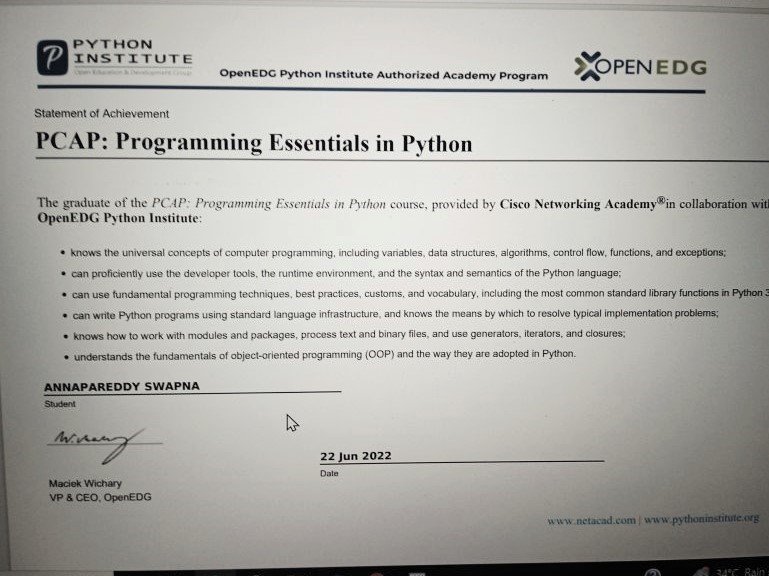 PYTHON
INSTITUTE
Open Education & Development Group
OpenEDG Python Institute Authorized Academy Program
OPENEDG
Statement of Achievement
PCAP: Programming Essentials in Python
The graduate of the PCAP: Programming Essentials in Python course, provided by Cisco Networking Academy® in collaboration wit
OpenEDG Python Institute:
• knows the universal concepts of computer programming, including variables, data structures, algorithms, control flow, functions, and exceptions;
• can proficiently use the developer tools, the runtime environment, and the syntax and semantics of the Python language;
• can use fundamental programming techniques, best practices, customs, and vocabulary, including the most common standard library functions in Python 3
• can write Python programs using standard language infrastructure, and knows the means by which to resolve typical implementation problems;
• knows how to work with modules and packages, process text and binary files, and use generators, iterators, and closures;
• understands the fundamentals of object-oriented programming (OOP) and the way they are adopted in Python.
ANNAPAREDDY SWAPNA
Student
22 Jun 2022
Date
Maciek Wichary
VP & CEO, OpenEDG
www.netacad.com | www.pythoninstitute.org
34°C Rain